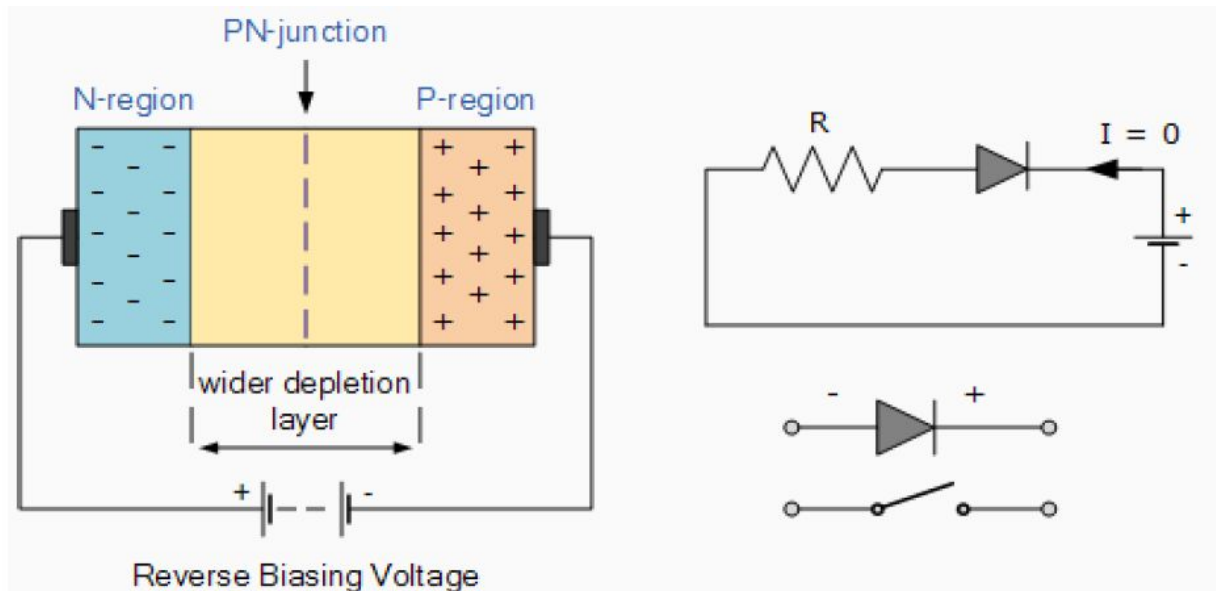 PN-junction
N-region
P-region
wider depletion
layer
+ -
Reverse Biasing Voltage
R
I = 0
+
-
- +